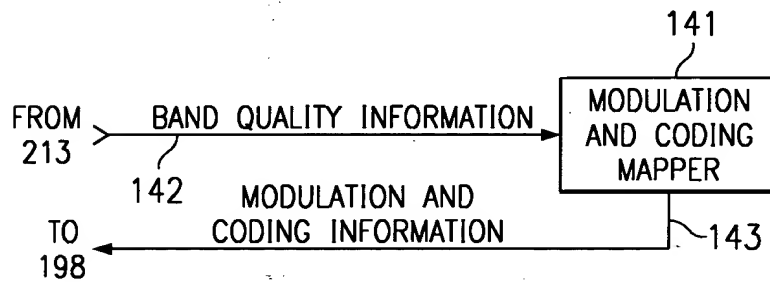 141
FROM
213
BAND QUALITY INFORMATION
MODULATION
AND CODING
MAPPER
142
MODULATION AND
CODING INFORMATION
143
TO
198